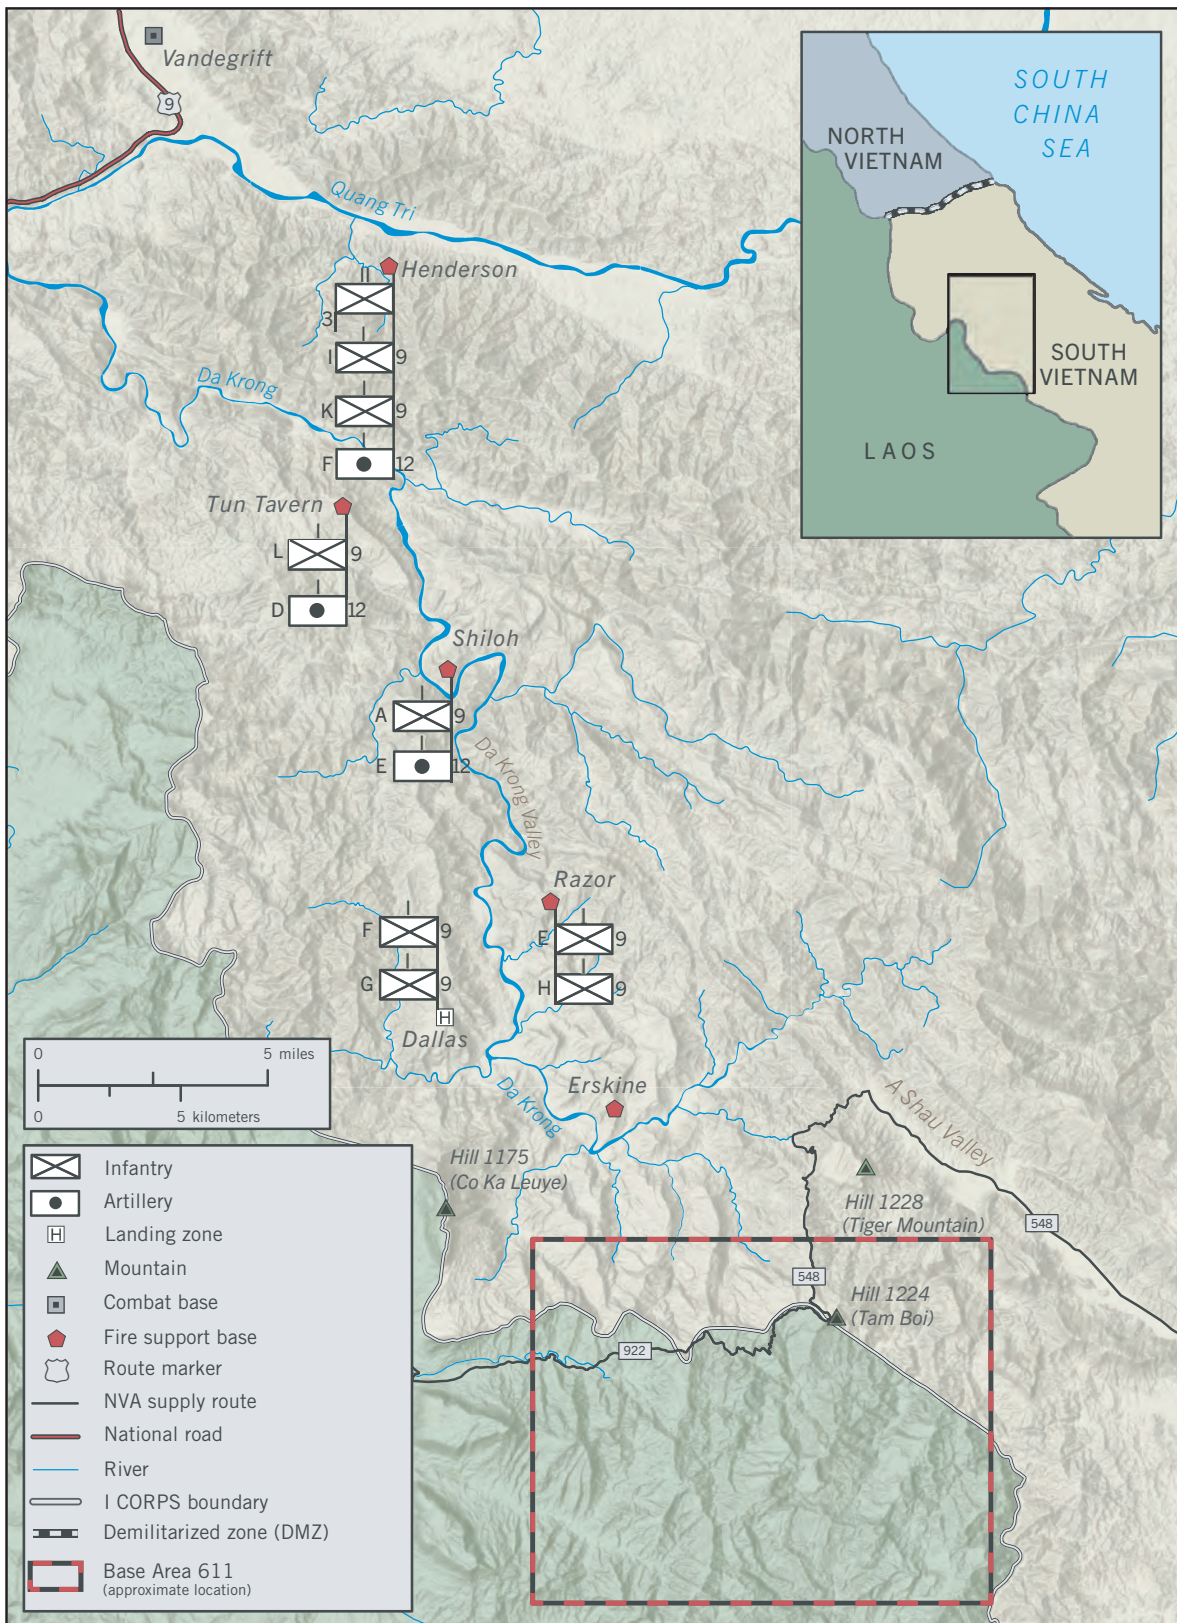 Vandegrift
9
Quang Tri
Henderson
3
I 9
K 9
F 12
Da Krong
Tun Tavern
L 9
D 12
Shiloh
A 9
E 12
Da Krong Valley
Razor
E 9
H 9
F 9
G 9
H
Dallas
Erskine
Da Krong
Hill 1175
(Co Ka Leuye)
A Shau Valley
Hill 1228
(Tiger Mountain)
548
548
Hill 1224
(Tam Boi)
922
SOUTH
CHINA
SEA
NORTH
VIETNAM
SOUTH
VIETNAM
LAOS
0 5 miles
0 5 kilometers
Infantry
Artillery
H Landing zone
Mountain
Combat base
Fire support base
Route marker
NVA supply route
National road
River
I CORPS boundary
Demilitarized zone (DMZ)
Base Area 611
(approximate location)